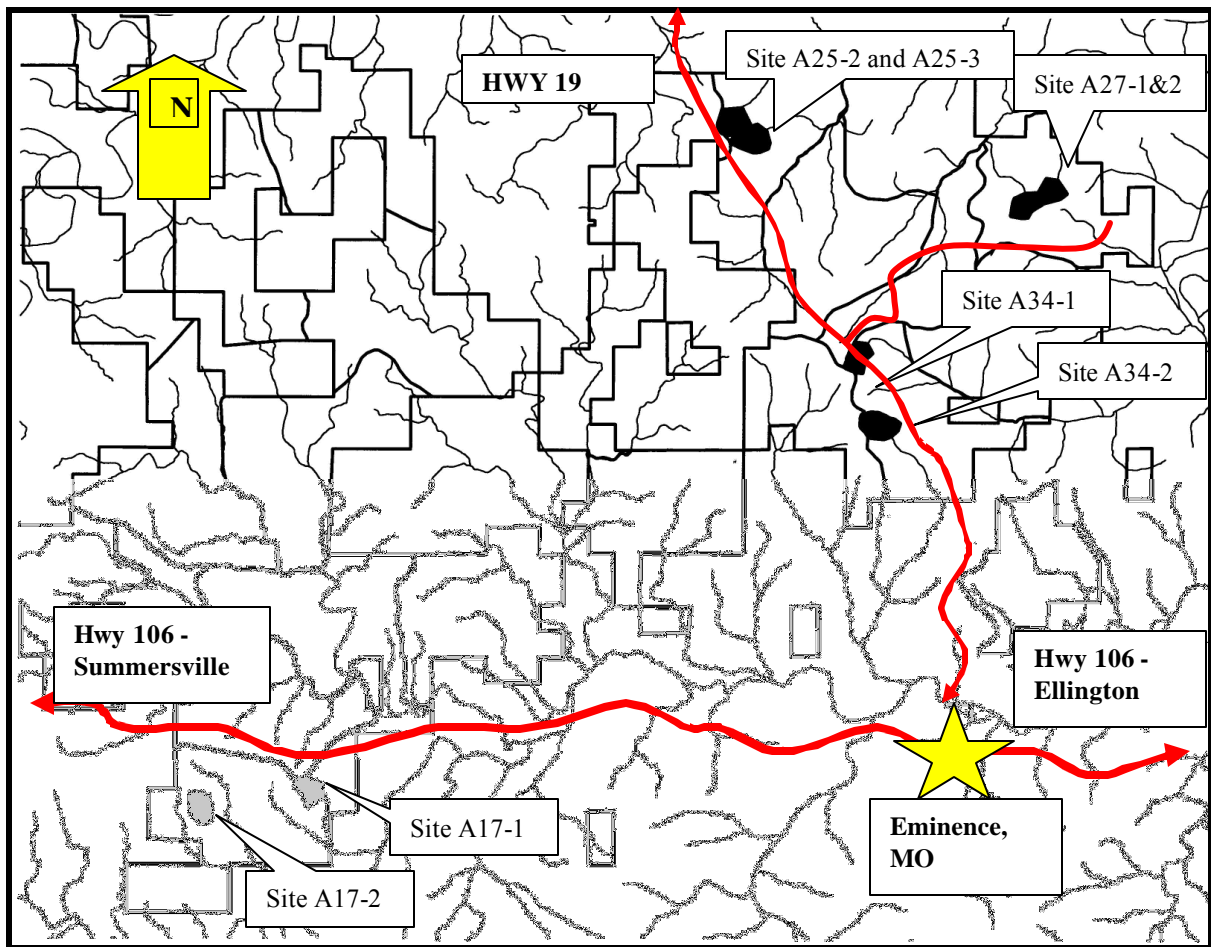 N
HWY 19
Site A25-2 and A25-3
Site A27-1&2
Site A34-1
Site A34-2
Hwy 106 -
Summersville
Hwy 106 -
Ellington
Site A17-1
Eminence,
MO
Site A17-2